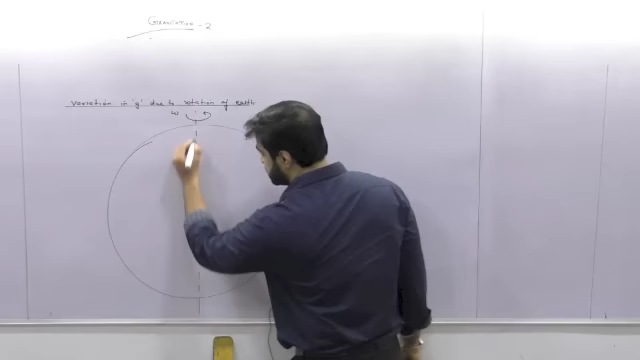 Gravitation - 2
Variation in 'g' due to rotation of earth
ω